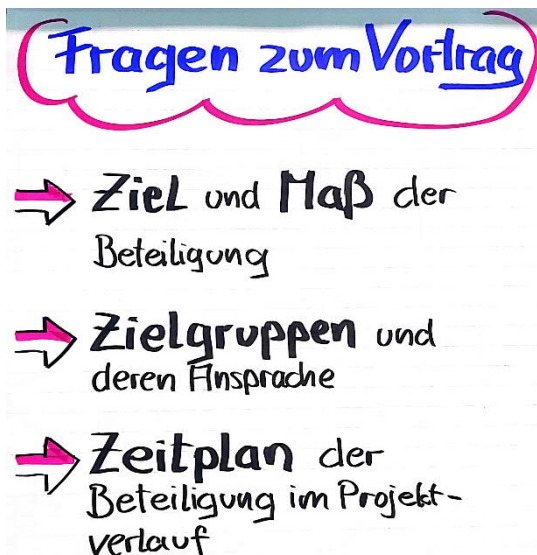 Fragen zum Vortrag
Ziel und Maß der
Beteiligung
Zielgruppen und
deren Ansprache
Zeitplan der
Beteiligung im Projekt-
verlauf